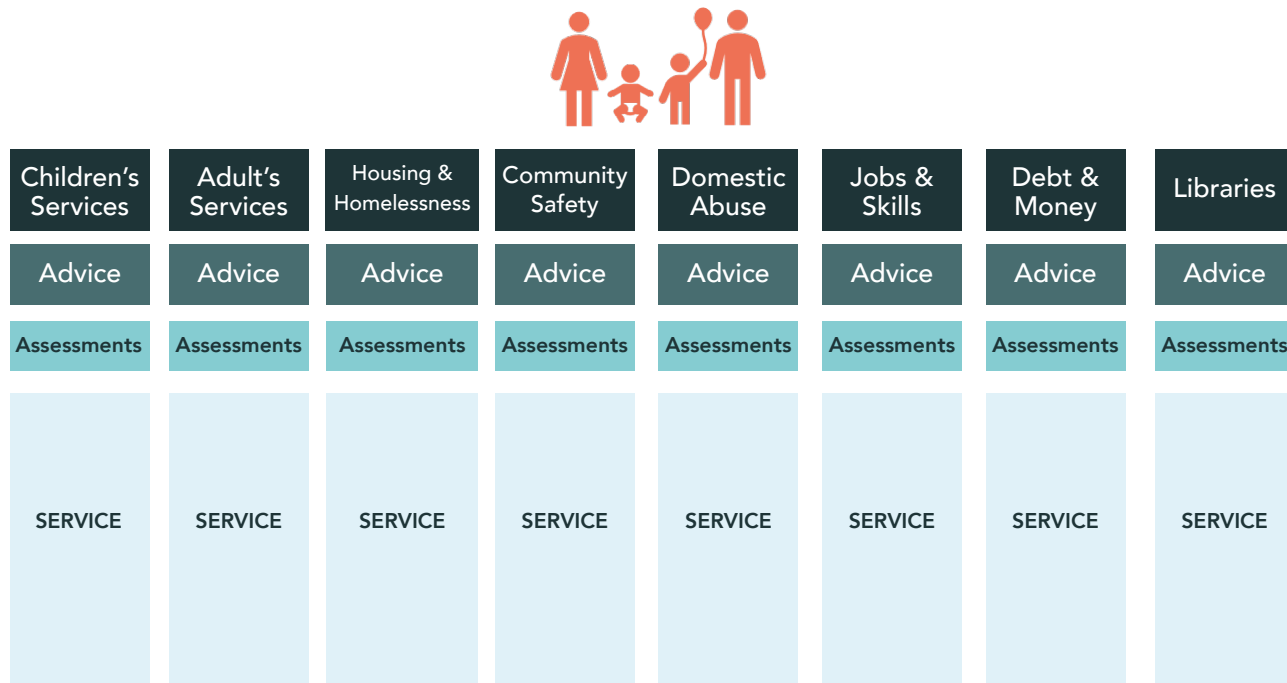 Children's
Services
Adult's
Services
Housing &
Homelessness
Community
Safety
Domestic
Abuse
Jobs &
Skills
Debt &
Money
Libraries
Advice
Advice
Advice
Advice
Advice
Advice
Advice
Advice
Assessments
Assessments
Assessments
Assessments
Assessments
Assessments
Assessments
Assessments
SERVICE
SERVICE
SERVICE
SERVICE
SERVICE
SERVICE
SERVICE
SERVICE